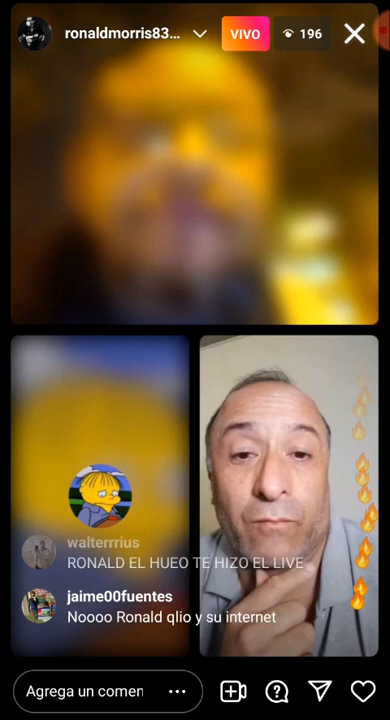 ronaldmorris83...
VIVO
196
walterrrius
RONALD EL HUEO TE HIZO EL LIVE
jaime00fuentes
Noooo Ronald qlio y su internet
Agrega un comen